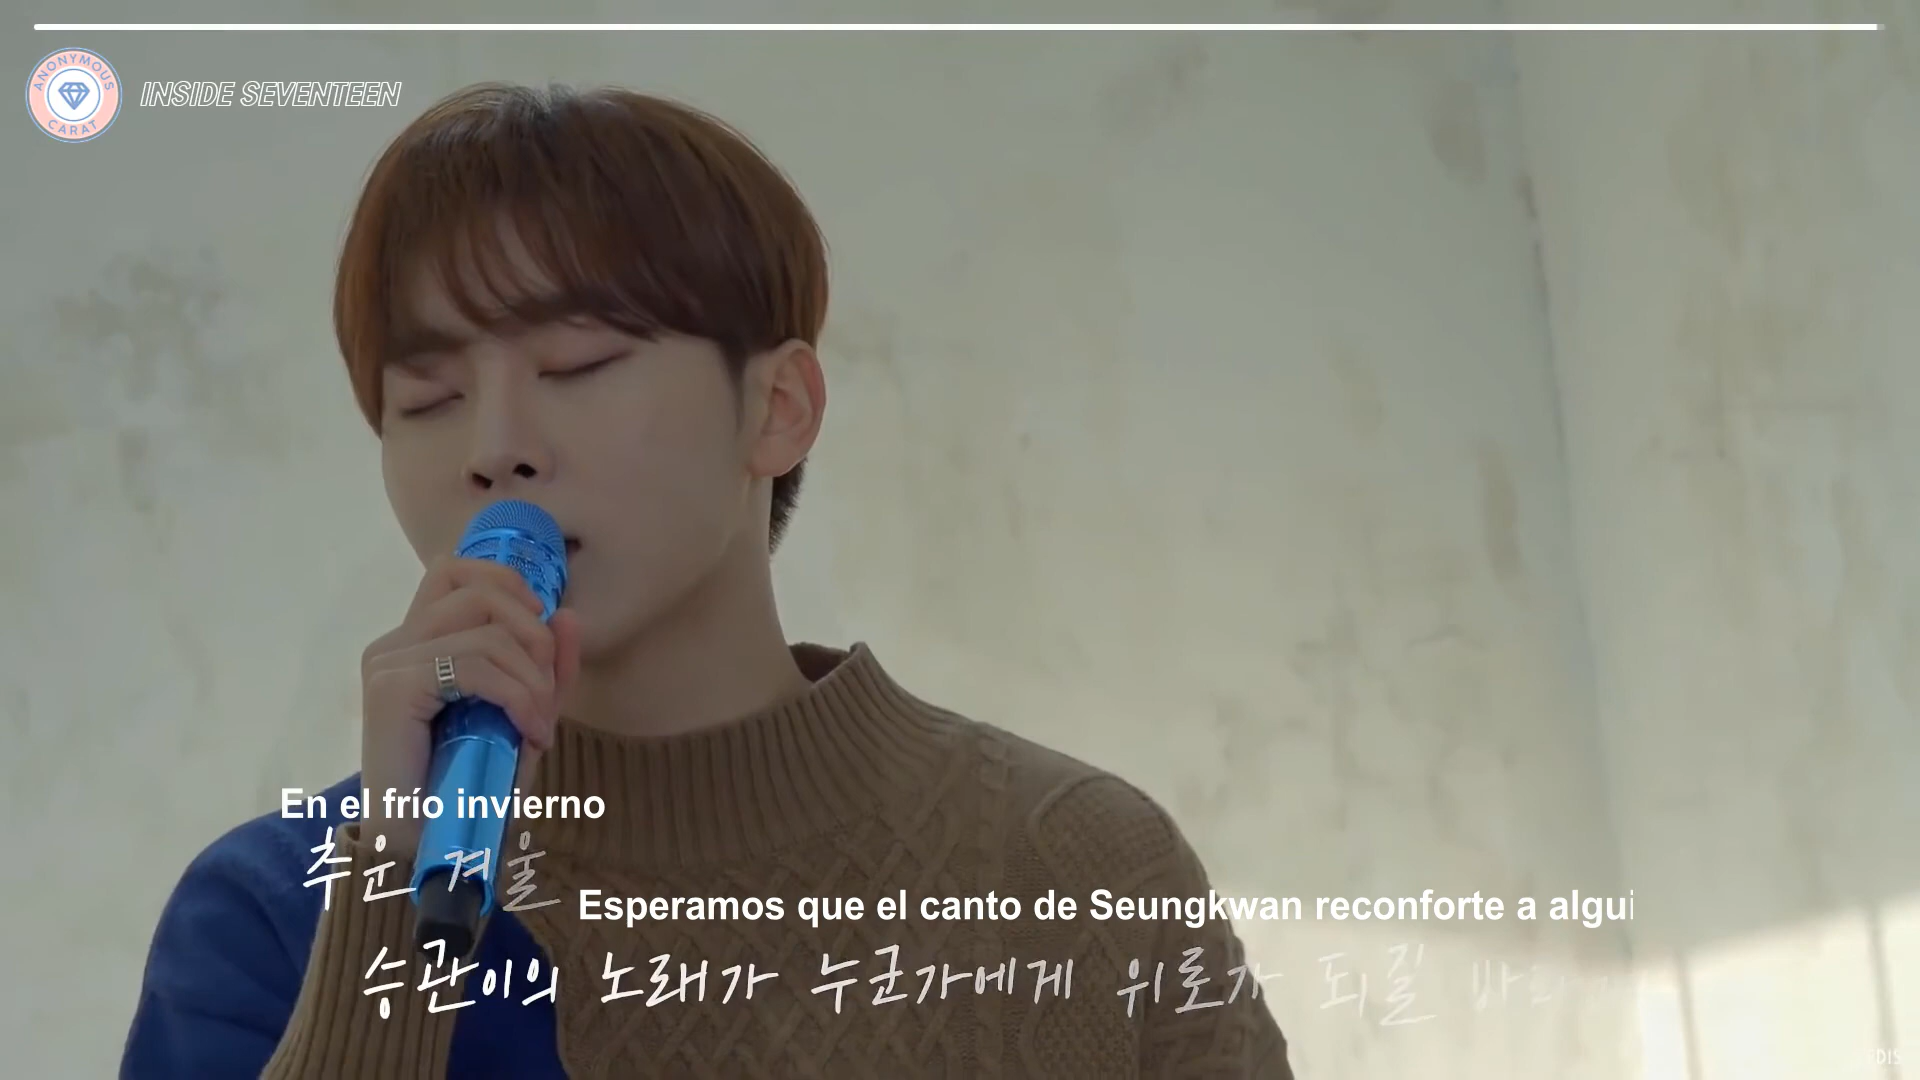 ANONYMOUS
CARAT
INSIDE SEVENTEEN
En el frío invierno
추운 겨울
Esperamos que el canto de Seungkwan reconforte a algui
승관이의 노래가 누군가에게 위로가 되길